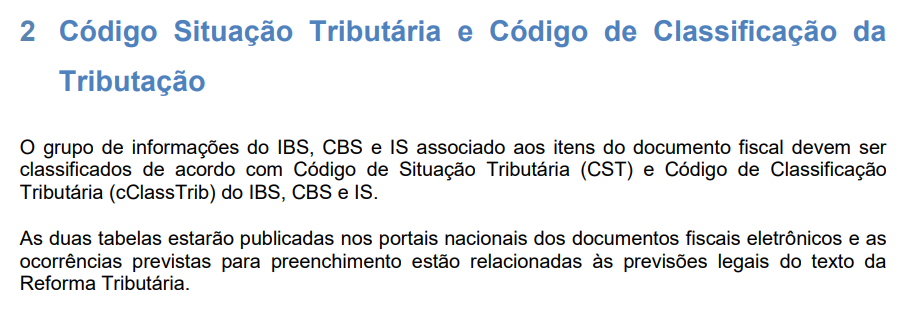 2 Código Situação Tributária e Código de Classificação da
Tributação
O grupo de informações do IBS, CBS e IS associado aos itens do documento fiscal devem ser
classificados de acordo com Código de Situação Tributária (CST) e Código de Classificação
Tributária (cClassTrib) do IBS, CBS e IS.
As duas tabelas estarão publicadas nos portais nacionais dos documentos fiscais eletrônicos e as
ocorrências previstas para preenchimento estão relacionadas às previsões legais do texto da
Reforma Tributária.